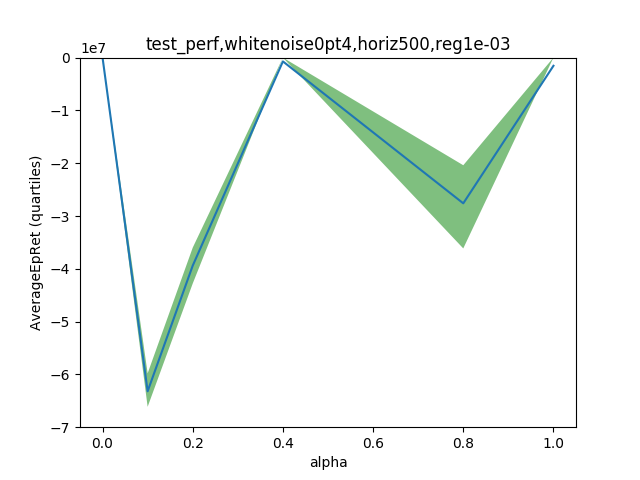 test_perf,whitenoise0pt4,horiz500,reg1e-03
1e7
0
−1
−2
−3
−4
−5
−6
−7
AverageEpRet (quartiles)
0.0 0.2 0.4 0.6 0.8 1.0
alpha